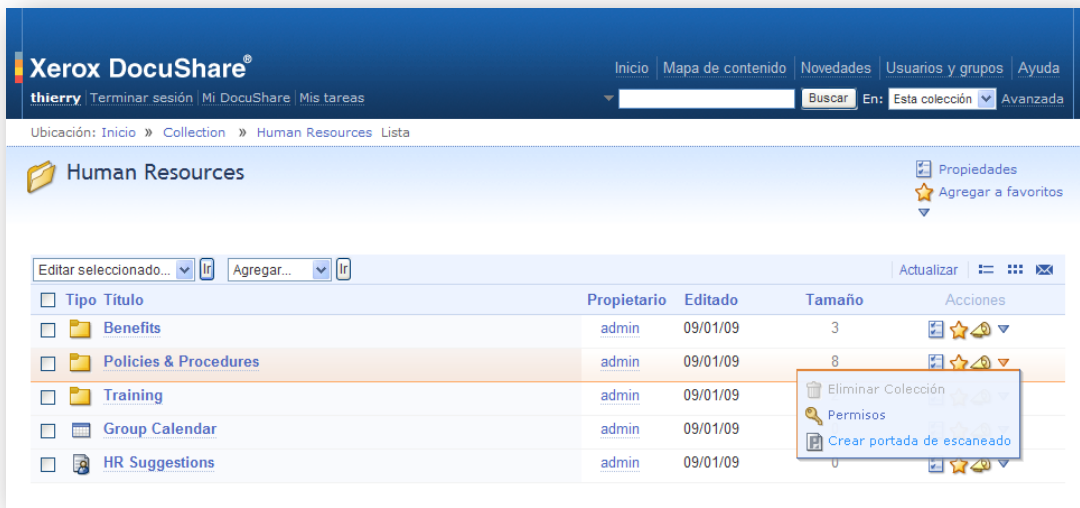 Xerox DocuShare®
Inicio | Mapa de contenido | Novedades | Usuarios y grupos | Ayuda
thierry | Terminar sesión | Mi DocuShare | Mis tareas
Buscar En: Esta colección Avanzada
Ubicación: Inicio » Collection » Human Resources Lista
Human Resources
Propiedades
Agregar a favoritos
Editar seleccionado... Ir Agregar... Ir Actualizar
Tipo Título Propietario Editado Tamaño Acciones
Benefits admin 09/01/09 3
Policies & Procedures admin 09/01/09 8
Training admin 09/01/09
Group Calendar admin 09/01/09
HR Suggestions admin 09/01/09 0
Eliminar Colección
Permisos
Crear portada de escaneado